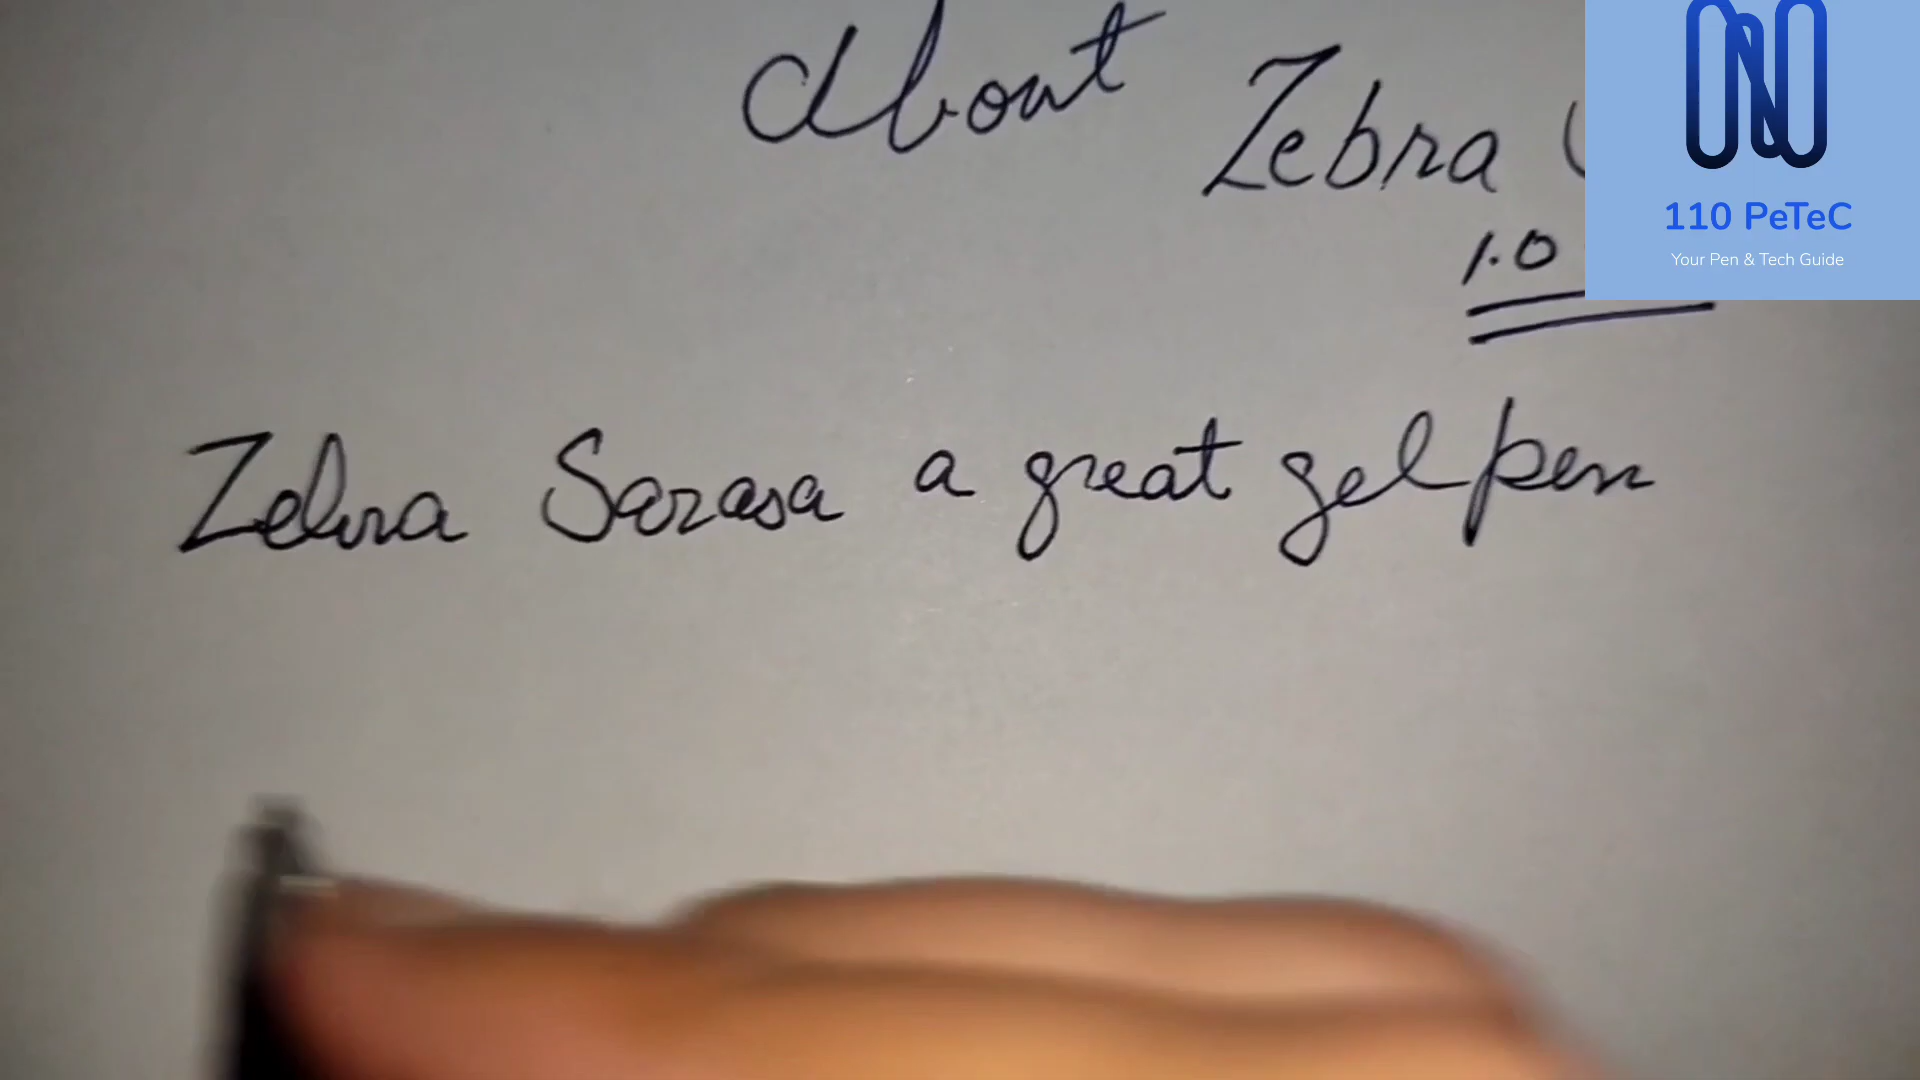 About
Zebra
1.0
Zebra Sarasa a great gel pen
110 PeTeC
Your Pen & Tech Guide